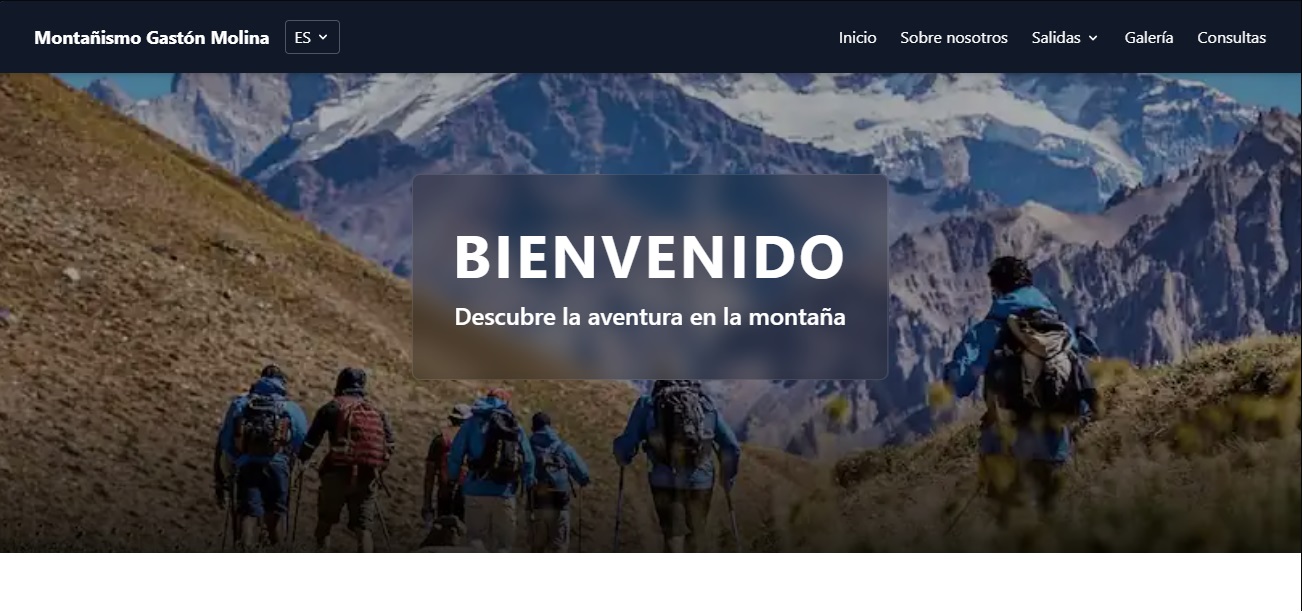 Montañismo Gastón Molina
ES
Inicio
Sobre nosotros
Salidas
Galería
Consultas
BIENVENIDO
Descubre la aventura en la montaña